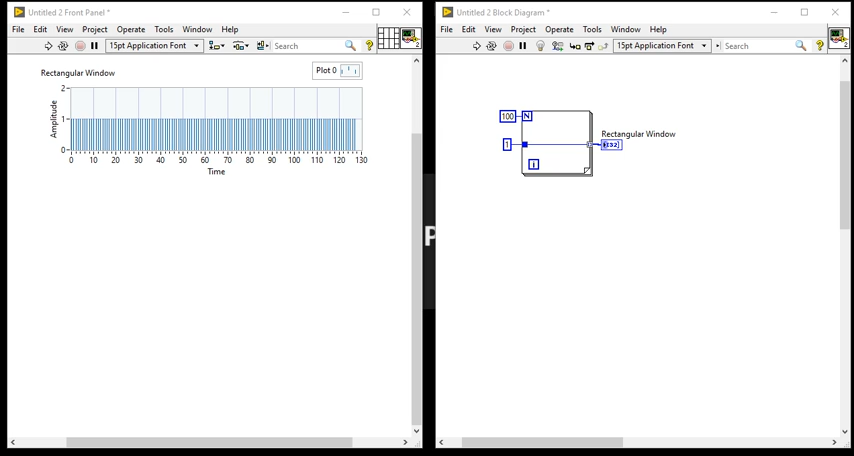 Untitled 2 Front Panel *
File Edit View Project Operate Tools Window Help
15pt Application Font Search ? 2
Rectangular Window
Plot 0
2
1
0
Amplitude
0 10 20 30 40 50 60 70 80 90 100 110 120 130
Time
P
Untitled 2 Block Diagram *
File Edit View Project Operate Tools Window Help
15pt Application Font Search ? 2
100 N
Rectangular Window
1
I32
i